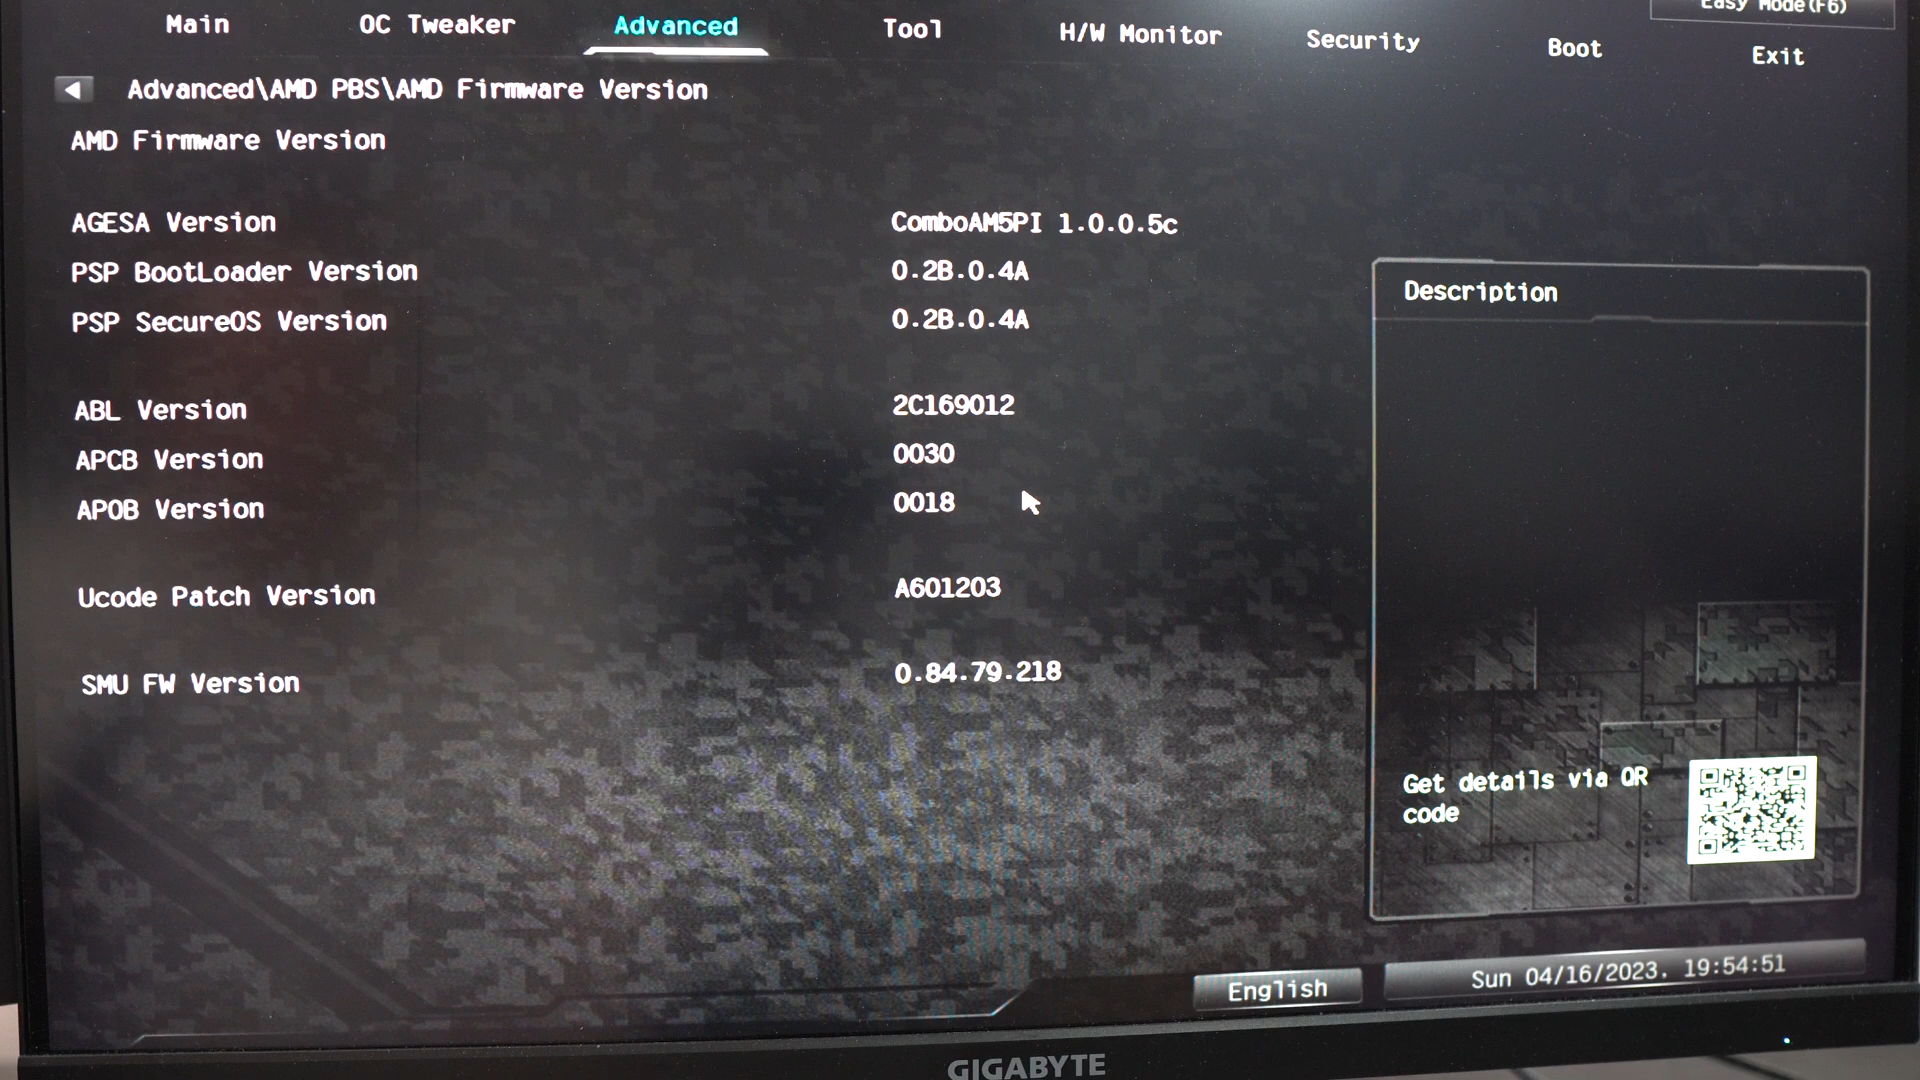 Easy Mode(F6)
Main OC Tweaker Advanced Tool H/W Monitor Security Boot Exit
Advanced\AMD PBS\AMD Firmware Version
AMD Firmware Version
AGESA Version ComboAM5PI 1.0.0.5c
PSP BootLoader Version 0.2B.0.4A
PSP SecureOS Version 0.2B.0.4A
ABL Version 2C169012
APCB Version 0030
APOB Version 0018
Ucode Patch Version A601203
SMU FW Version 0.84.79.218
Description
Get details via QR
code
English
Sun 04/16/2023. 19:54:51
GIGABYTE